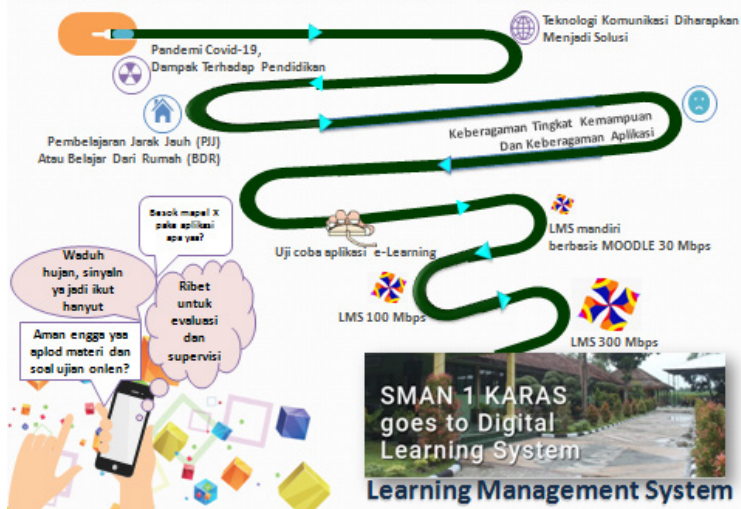 Teknologi Komunikasi Diharapkan
Menjadi Solusi
Pandemi Covid-19,
Dampak Terhadap Pendidikan
Pembelajaran Jarak Jauh (PJJ)
Atau Belajar Dari Rumah (BDR)
Keberagaman Tingkat Kemampuan
Dan Keberagaman Aplikasi
Uji coba aplikasi e-Learning
LMS mandiri
berbasis MOODLE 30 Mbps
LMS 100 Mbps
LMS 300 Mbps
Besok mapel X
pake aplikasi
apa yaa?
Waduh
hujan, sinyaln
ya jadi ikut
hanyut
Ribet
untuk
evaluasi
dan
supervisi
Aman engga yaa
aplod materi dan
soal ujian onlen?
SMAN 1 KARAS
goes to Digital
Learning System
Learning Management System